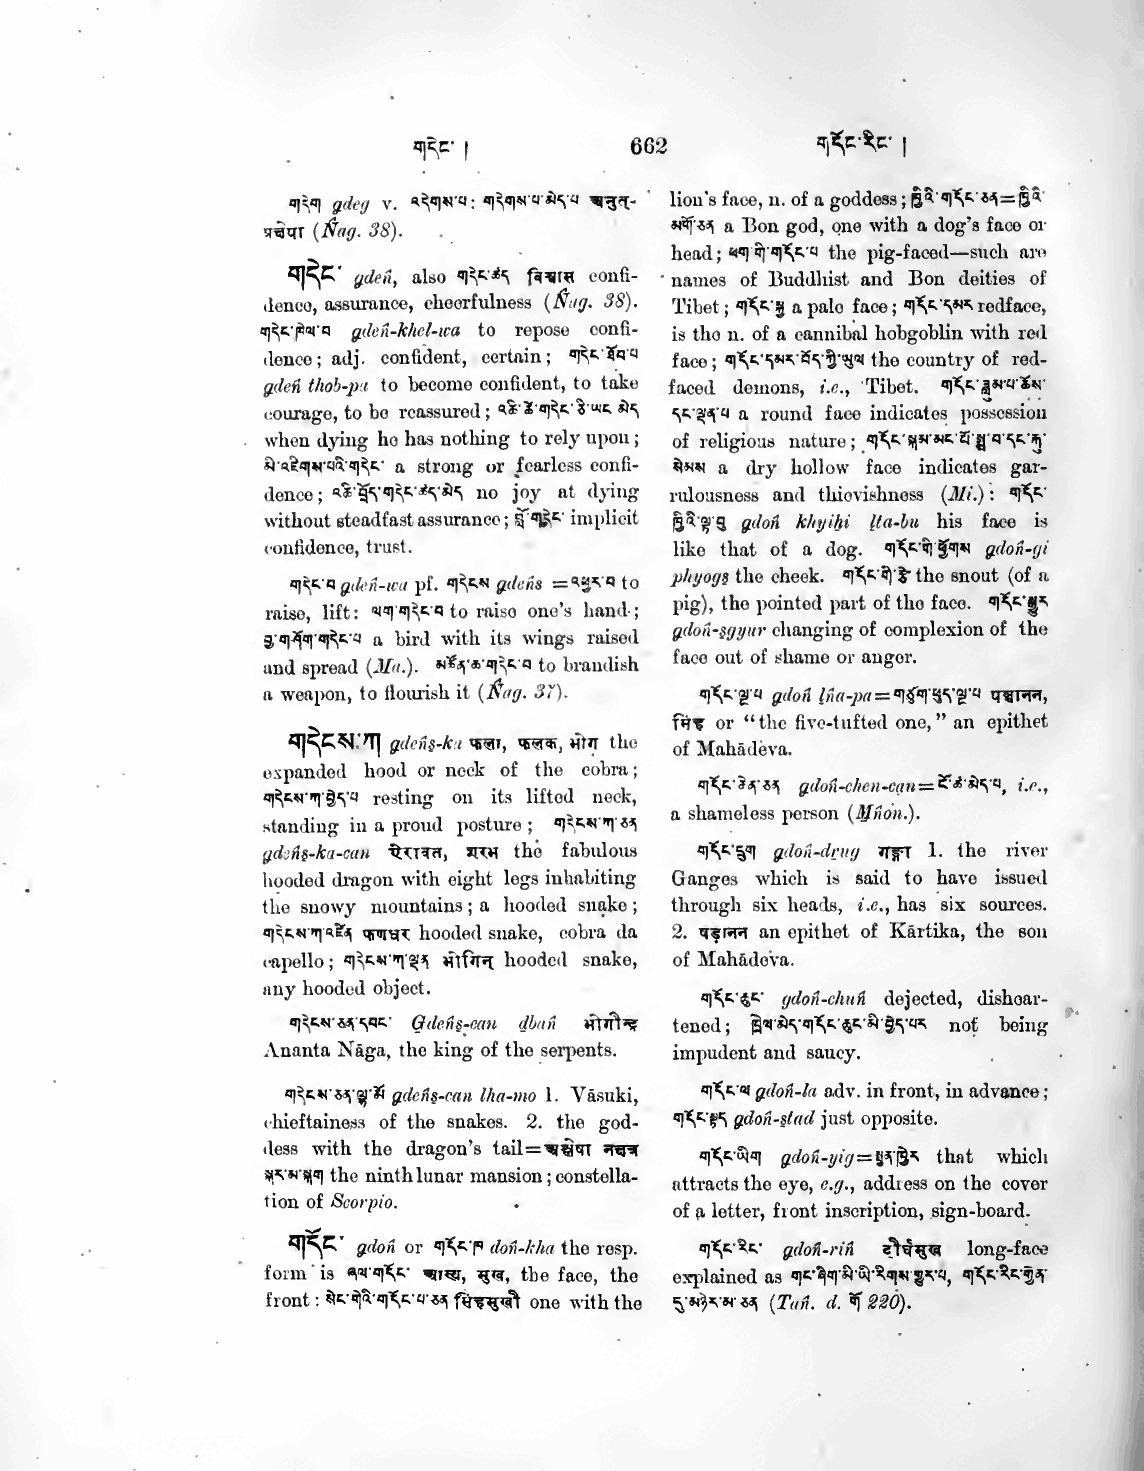 གདེང་ | 662 གདོང་རིང་ |
གདེག gdeg v. འདེགས་པ: གདེགས་པ་མེད་པ अनुत्-
प्रक्षेपा (Ñag. 38).
གདེང་ gdeń, also གདེང་ཚད विश्वास confi-
dence, assurance, cheerfulness (Ñag. 38).
གདེང་ཁེལ་བ gdeń-khel-wa to repose confi-
dence; adj. confident, certain; གདེང་ཐོབ་པ
gdeń thob-pa to become confident, to take
courage, to be reassured; འཆི་ཚེ་གདེང་རྩེ་ཡང་མེད
when dying he has nothing to rely upon;
མི་འཇིགས་པའི་གདེང་ a strong or fearless confi-
dence; འཆི་སྤྲོད་གདེང་ཚད་མེད no joy at dying
without steadfast assurance; བློ་གདེང་ implicit
confidence, trust.
གདེང་བ gdeń-wa pf. གདེངས gdeńs =འཕྱར་བ to
raise, lift: ལག་གདེང་བ to raise one's hand;
བྱ་གཤོག་གདེང་པ a bird with its wings raised
and spread (Ma.). མཚོན་ཆ་གདེང་བ to brandish
a weapon, to flourish it (Ñag. 37).
གདེངས་ཀ gdeńs-ka फला, फलक, भोग the
expanded hood or neck of the cobra;
གདེངས་ཀ་བྱེད་པ resting on its lifted neck,
standing in a proud posture; གདེངས་ཀ་ཅན
gdeńs-ka-can ऐरावत, शरभ the fabulous
hooded dragon with eight legs inhabiting
the snowy mountains; a hooded snake;
གདེངས་ཀ་འཛིན फणधर hooded snake, cobra da
capello; གདེངས་ཀ་ལྡན भोगिन् hooded snake,
any hooded object.
གདེངས་ཅན་དབང་ Gdeńs-can dbań भोगीन्द्र
Ananta Nāga, the king of the serpents.
གདེངས་ཅན་ལྷ་མོ gdeńs-can lha-mo 1. Vāsuki,
chieftainess of the snakes. 2. the god-
dess with the dragon's tail=अश्लेषा नक्षत्र
སྐར་མ་སྐག the ninth lunar mansion; constella-
tion of Scorpio.
གདོང་ gdoń or གདོང་ཁ doń-kha the resp.
form is ཞལ་གདོང་ आस्य, मुख, the face, the
front: སེང་གེའི་གདོང་པ་ཅན सिंहमुखी one with the
lion's face, n. of a goddess; ཁྱིའི་གདོང་ཅན=ཁྱིའི་
མགོ་ཅན a Bon god, one with a dog's face or
head; ཕག་གི་གདོང་པ the pig-faced—such are
names of Buddhist and Bon deities of
Tibet; གདོང་སྐྱ a pale face; གདོང་དམར redface,
is the n. of a cannibal hobgoblin with red
face; གདོང་དམར་བོད་ཀྱི་ཡུལ the country of red-
faced demons, i.e., Tibet. གདོང་ཟླུམ་པ་ཆོས་
དང་ལྡན་པ a round face indicates possession
of religious nature; གདོང་སྐམ་མང་པོ་སྨྲ་བ་དང་རྐུ་
སེམས a dry hollow face indicates gar-
rulousness and thievishness (Mi.): གདོང་
ཁྱིའི་ལྟ་བུ gdoń khyiḥi lta-bu his face is
like that of a dog. གདོང་གི་ཕྱོགས gdoń-gi
phyogs the cheek. གདོང་གི་རྩེ the snout (of a
pig), the pointed part of the face. གདོང་སྒྱུར
gdoń-sgyur changing of complexion of the
face out of shame or anger.
གདོང་ལྔ་པ gdoń lńa-pa=གཙུག་ཕུད་ལྔ་པ पञ्चानन,
सिंह or “the five-tufted one,” an epithet
of Mahādeva.
གདོང་ཆེན་ཅན gdoń-chen-can=ངོ་ཚ་མེད་པ, i.e.,
a shameless person (Mñon.).
གདོང་དྲུག gdoń-drug गङ्गा 1. the river
Ganges which is said to have issued
through six heads, i.e., has six sources.
2. षड़ानन an epithet of Kārtika, the son
of Mahādeva.
གདོང་ཆུང་ gdoń-chuń dejected, dishear-
tened; ཁྲེལ་མེད་གདོང་ཆུང་མི་བྱེད་པར not being
impudent and saucy.
གདོང་ལ gdoń-la adv. in front, in advance;
གདོང་སྟད gdoń-stad just opposite.
གདོང་ཡིག gdoń-yig=སྤྱན་ཁྲིད that which
attracts the eye, e.g., address on the cover
of a letter, front inscription, sign-board.
གདོང་རིང་ gdoń-riń दीर्घमुख long-face
explained as གང་ཞིག་མི་ཡི་རིགས་གྱུར་པ, གདོང་རིང་ཀྱིན་
དུ་མཉེར་མ་ཅན (Tań. d. གོ 220).